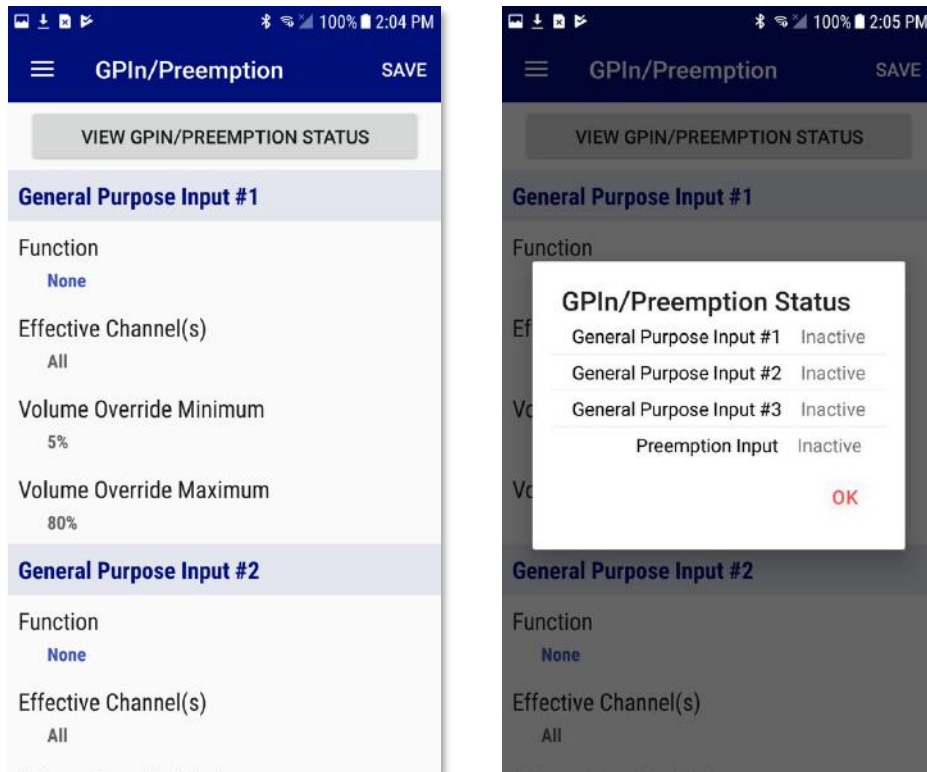 100% 2:04 PM
GPIn/Preemption SAVE
VIEW GPIN/PREEMPTION STATUS
General Purpose Input #1
Function
None
Effective Channel(s)
All
Volume Override Minimum
5%
Volume Override Maximum
80%
General Purpose Input #2
Function
None
Effective Channel(s)
All
100% 2:05 PM
GPIn/Preemption SAVE
VIEW GPIN/PREEMPTION STATUS
General Purpose Input #1
Function
GPIn/Preemption Status
General Purpose Input #1 Inactive
General Purpose Input #2 Inactive
General Purpose Input #3 Inactive
Preemption Input Inactive
OK
General Purpose Input #2
Function
None
Effective Channel(s)
All